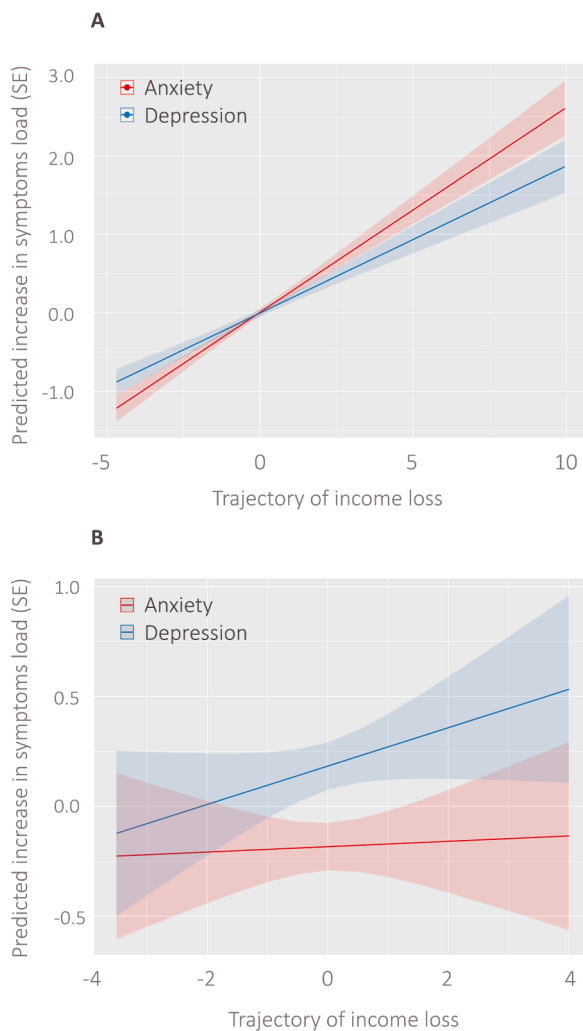 A
Predicted increase in symptoms load (SE)
3.0
2.0
1.0
0.0
-1.0
Anxiety
Depression
-5
0
5
10
Trajectory of income loss
B
Predicted increase in symptoms load (SE)
1.0
0.5
0.0
-0.5
Anxiety
Depression
-4
-2
0
2
4
Trajectory of income loss